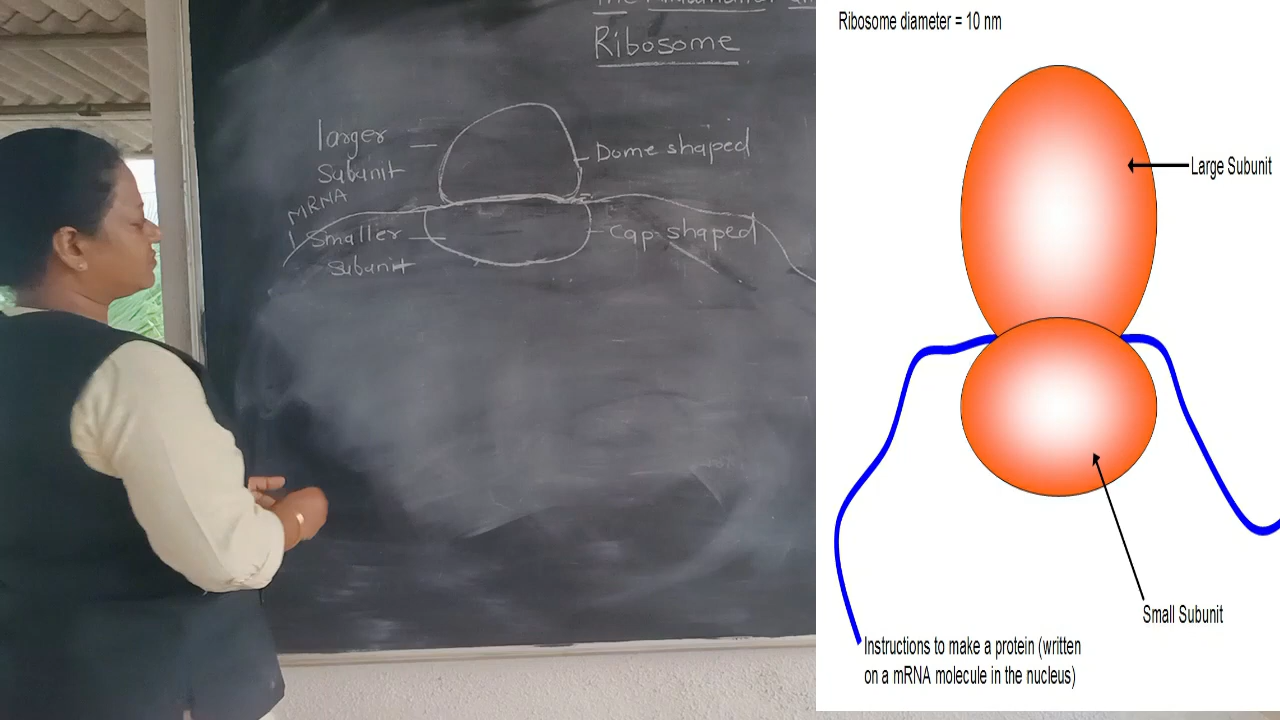 Ribosome
larger
Subunit
Dome shaped
MRNA
Smaller
Subunit
Cap shaped
Ribosome diameter = 10 nm
Large Subunit
Small Subunit
Instructions to make a protein (written
on a mRNA molecule in the nucleus)